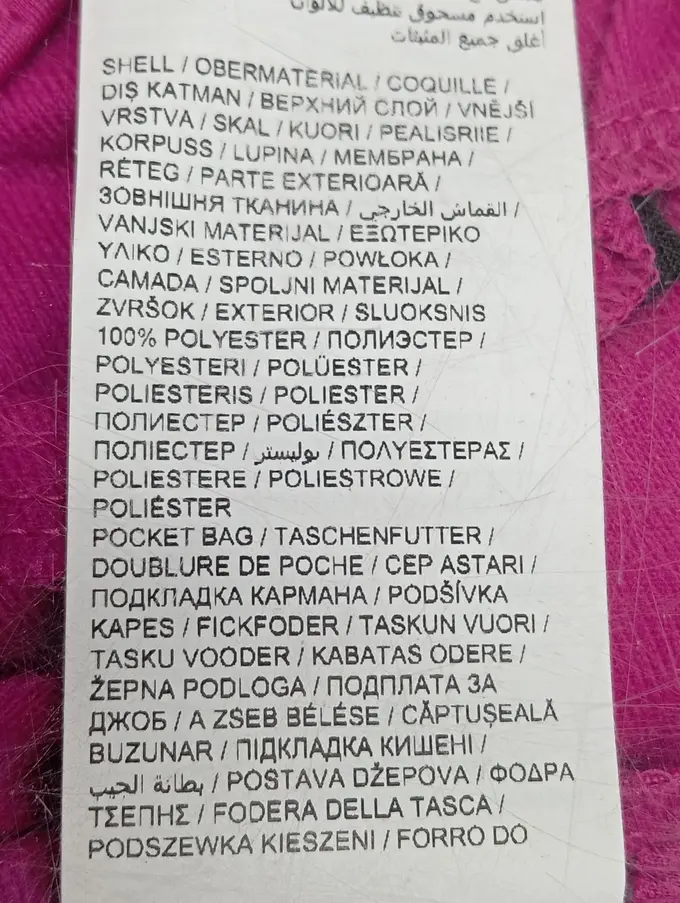 استخدم مسحوق تنظيف للألوان
أغلق جميع المثبتات
SHELL / OBERMATERIAL / COQUILLE /
DIŞ KATMAN / ВЕРХНИЙ СЛОЙ / VNĚJŠÍ
VRSTVA / SKAL / KUORI / PEALISRIIE /
KORPUSS / LUPINA / МЕМБРАНА /
RÉTEG / PARTE EXTERIOARĂ /
ЗОВНІШНЯ ТКАНИНА / القماش الخارجي /
VANJSKI MATERIJAL / ΕΞΩΤΕΡΙΚΟ
ΥΛΙΚΟ / ESTERNO / POWŁOKA /
CAMADA / SPOLJNI MATERIJAL /
ZVRŠOK / EXTERIOR / SLUOKSNIS
100% POLYESTER / ПОЛИЭСТЕР /
POLYESTERI / POLÜESTER /
POLIESTERIS / POLIESTER /
ПОЛИЕСТЕР / POLIÉSZTER /
ПОЛІЕСТЕР / بوليستر / ΠΟΛΥΕΣΤΕΡΑΣ /
POLIESTERE / POLIESTROWE /
POLIÉSTER
POCKET BAG / TASCHENFUTTER /
DOUBLURE DE POCHE / CEP ASTARI /
ПОДКЛАДКА КАРМАНА / PODŠÍVKA
KAPES / FICKFODER / TASKUN VUORI /
TASKU VOODER / KABATAS ODERE /
ŽEPNA PODLOGA / ПОДПЛАТА ЗА
ДЖОБ / A ZSEB BÉLÉSE / CĂPTUŞEALĂ
BUZUNAR / ПІДКЛАДКА КИШЕНІ /
بطانة الجيب / POSTAVA DŽEPOVA / ΦΟΔΡΑ
ΤΣΕΠΗΣ / FODERA DELLA TASCA /
PODSZEWKA KIESZENI / FORRO DO